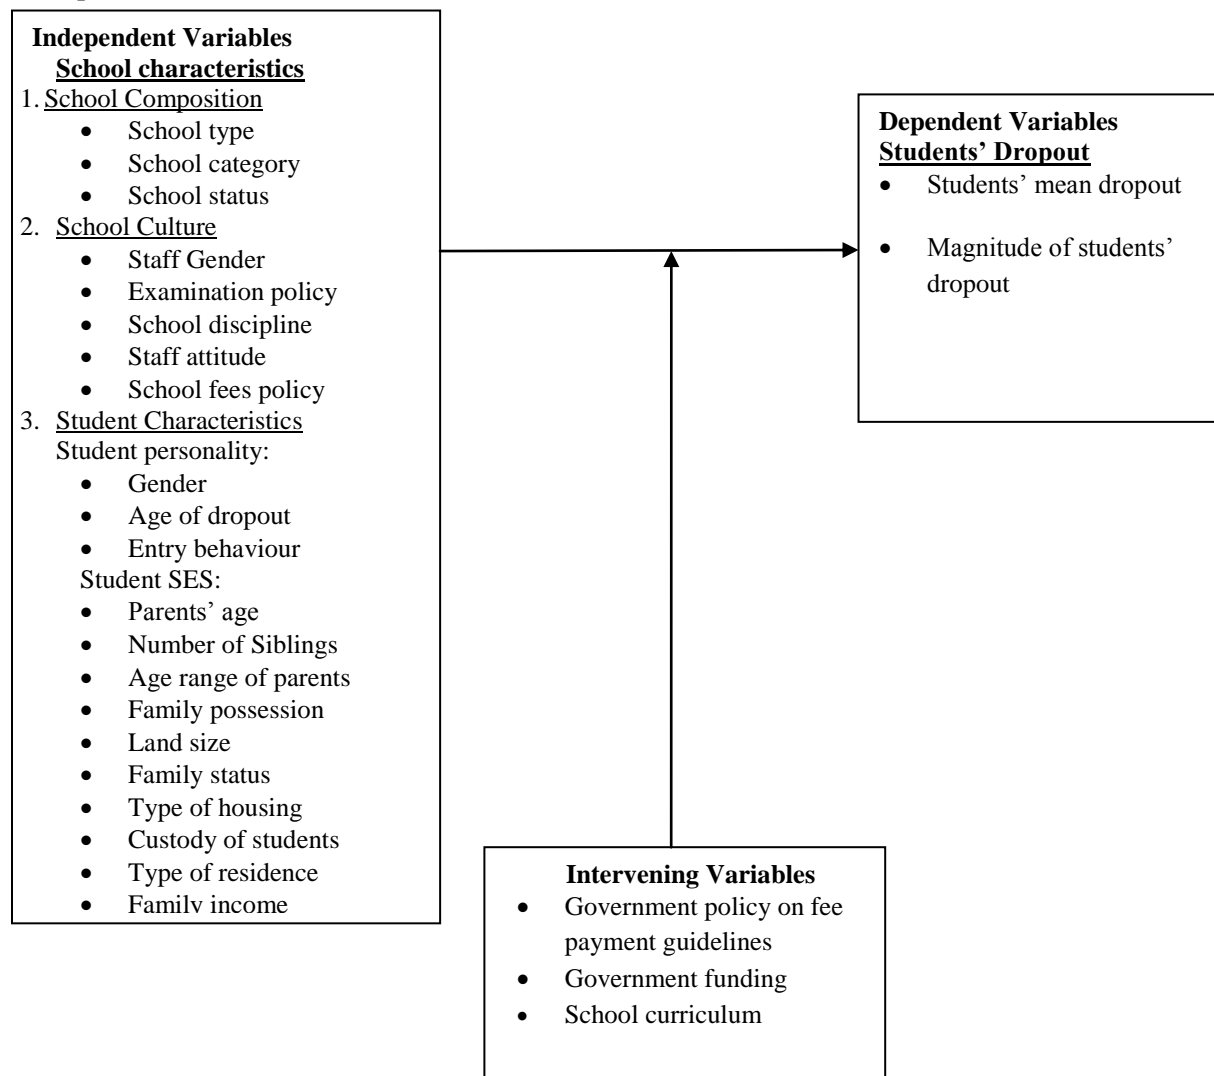 Independent Variables
School characteristics
1. School Composition
• School type
• School category
• School status
2. School Culture
• Staff Gender
• Examination policy
• School discipline
• Staff attitude
• School fees policy
3. Student Characteristics
Student personality:
• Gender
• Age of dropout
• Entry behaviour
Student SES:
• Parents’ age
• Number of Siblings
• Age range of parents
• Family possession
• Land size
• Family status
• Type of housing
• Custody of students
• Type of residence
• Family income
Dependent Variables
Students’ Dropout
• Students’ mean dropout
• Magnitude of students’
dropout
Intervening Variables
• Government policy on fee
payment guidelines
• Government funding
• School curriculum